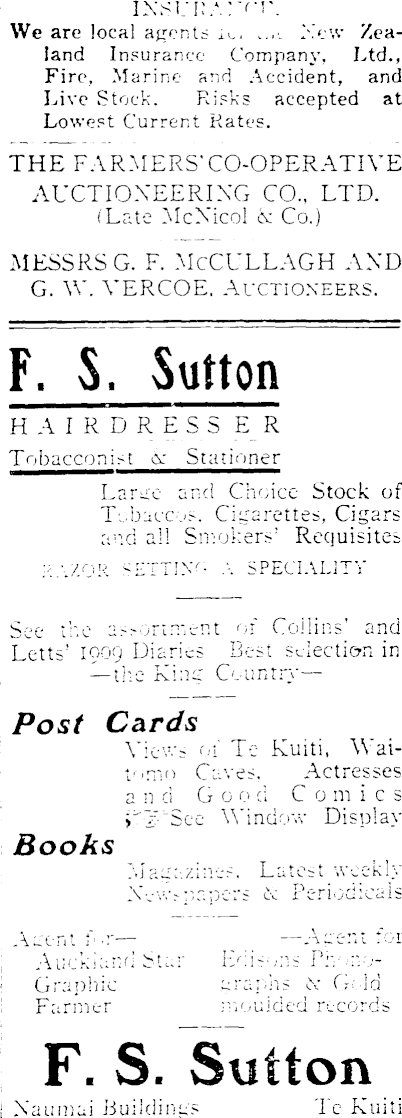 INSURANCE.
We are local agents for the New Zea-
land Insurance Company, Ltd.,
Fire, Marine and Accident, and
Live Stock. Risks accepted at
Lowest Current Rates.
THE FARMERS' CO-OPERATIVE
AUCTIONEERING CO., LTD.
(Late McNicol & Co.)
MESSRS G. F. McCULLAGH AND
G. W. VERCOE, AUCTIONEERS.
F. S. Sutton
HAIRDRESSER
Tobacconist & Stationer
Large and Choice Stock of
Tobaccos, Cigarettes, Cigars
and all Smokers' Requisites
RAZOR SETTING A SPECIALITY
See the assortment of Collins' and
Letts' 1909 Diaries Best selection in
—the King Country—
Post Cards
Views of Te Kuiti, Wai-
tomo Caves, Actresses
and Good Comics
See Window Display
Books
Magazines, Latest weekly
Newspapers & Periodicals
Agent for— —Agent for
Auckland Star Edisons Phono-
Graphic graphs & Gold
Farmer moulded records
F. S. Sutton
Naumai Buildings Te Kuiti